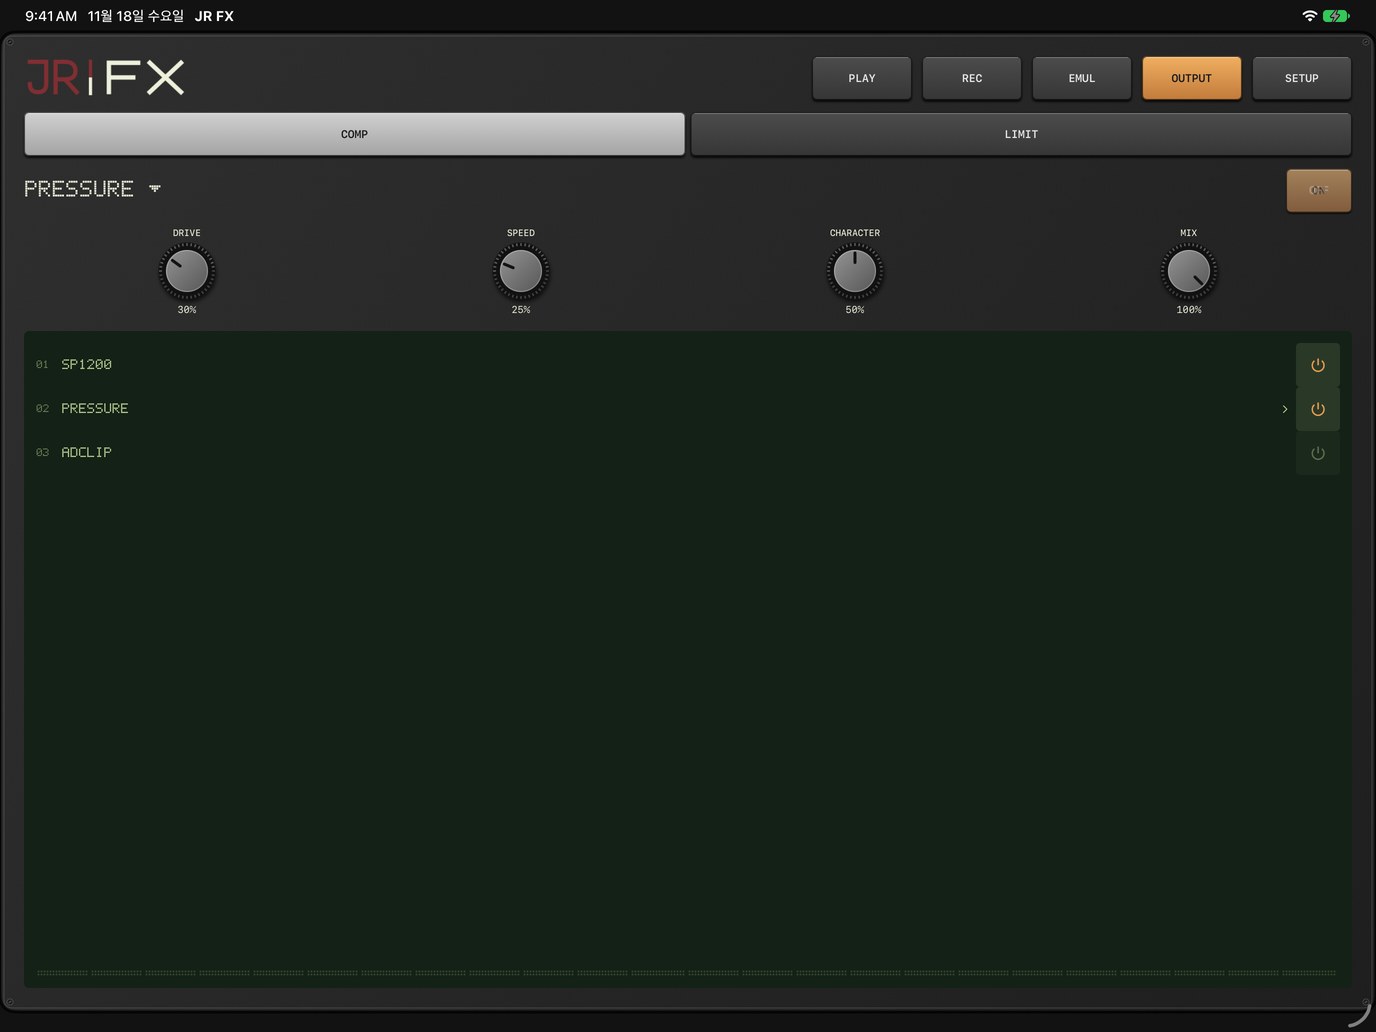 9:41 AM 11월 18일 수요일 JR FX
JR FX
PLAY REC EMUL OUTPUT SETUP
COMP LIMIT
PRESSURE
DRIVE SPEED CHARACTER MIX
30% 25% 50% 100%
01 SP1200
02 PRESSURE
03 ADCLIP